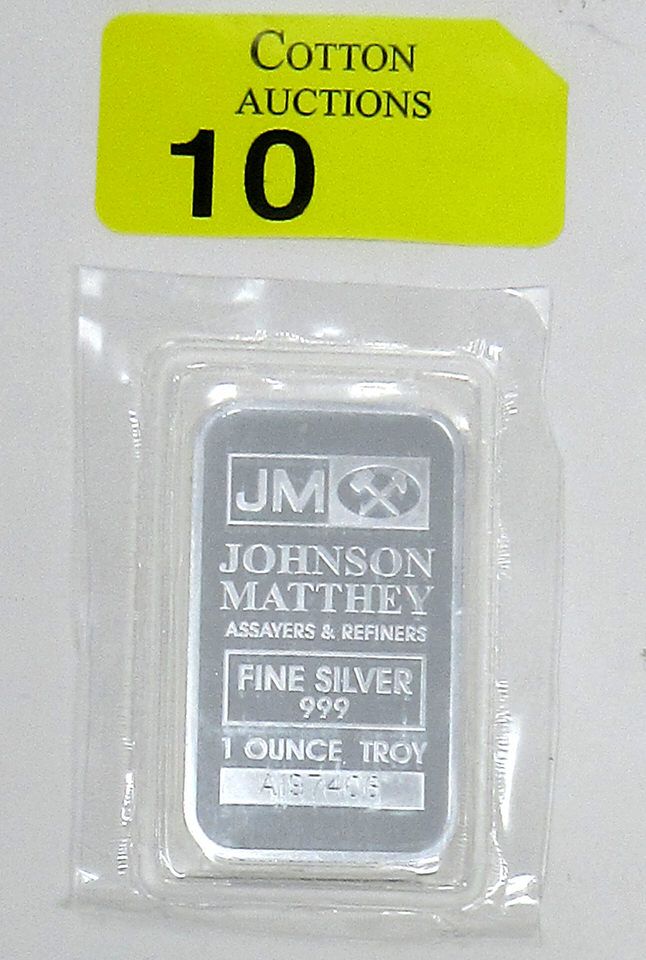 COTTON
AUCTIONS
10
JM
JOHNSON
MATTHEY
ASSAYERS & REFINERS
FINE SILVER
999
1 OUNCE TROY
A197406